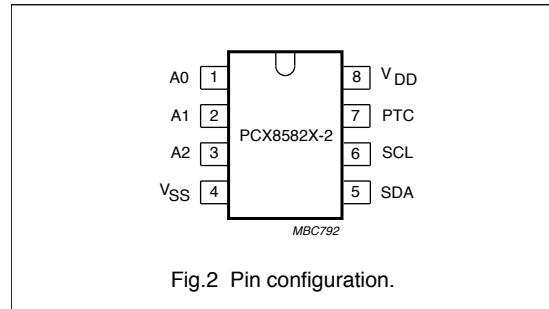 A0 1 8 VDD
A1 2 7 PTC
PCX8582X-2
A2 3 6 SCL
VSS 4 5 SDA
MBC792
Fig.2 Pin configuration.